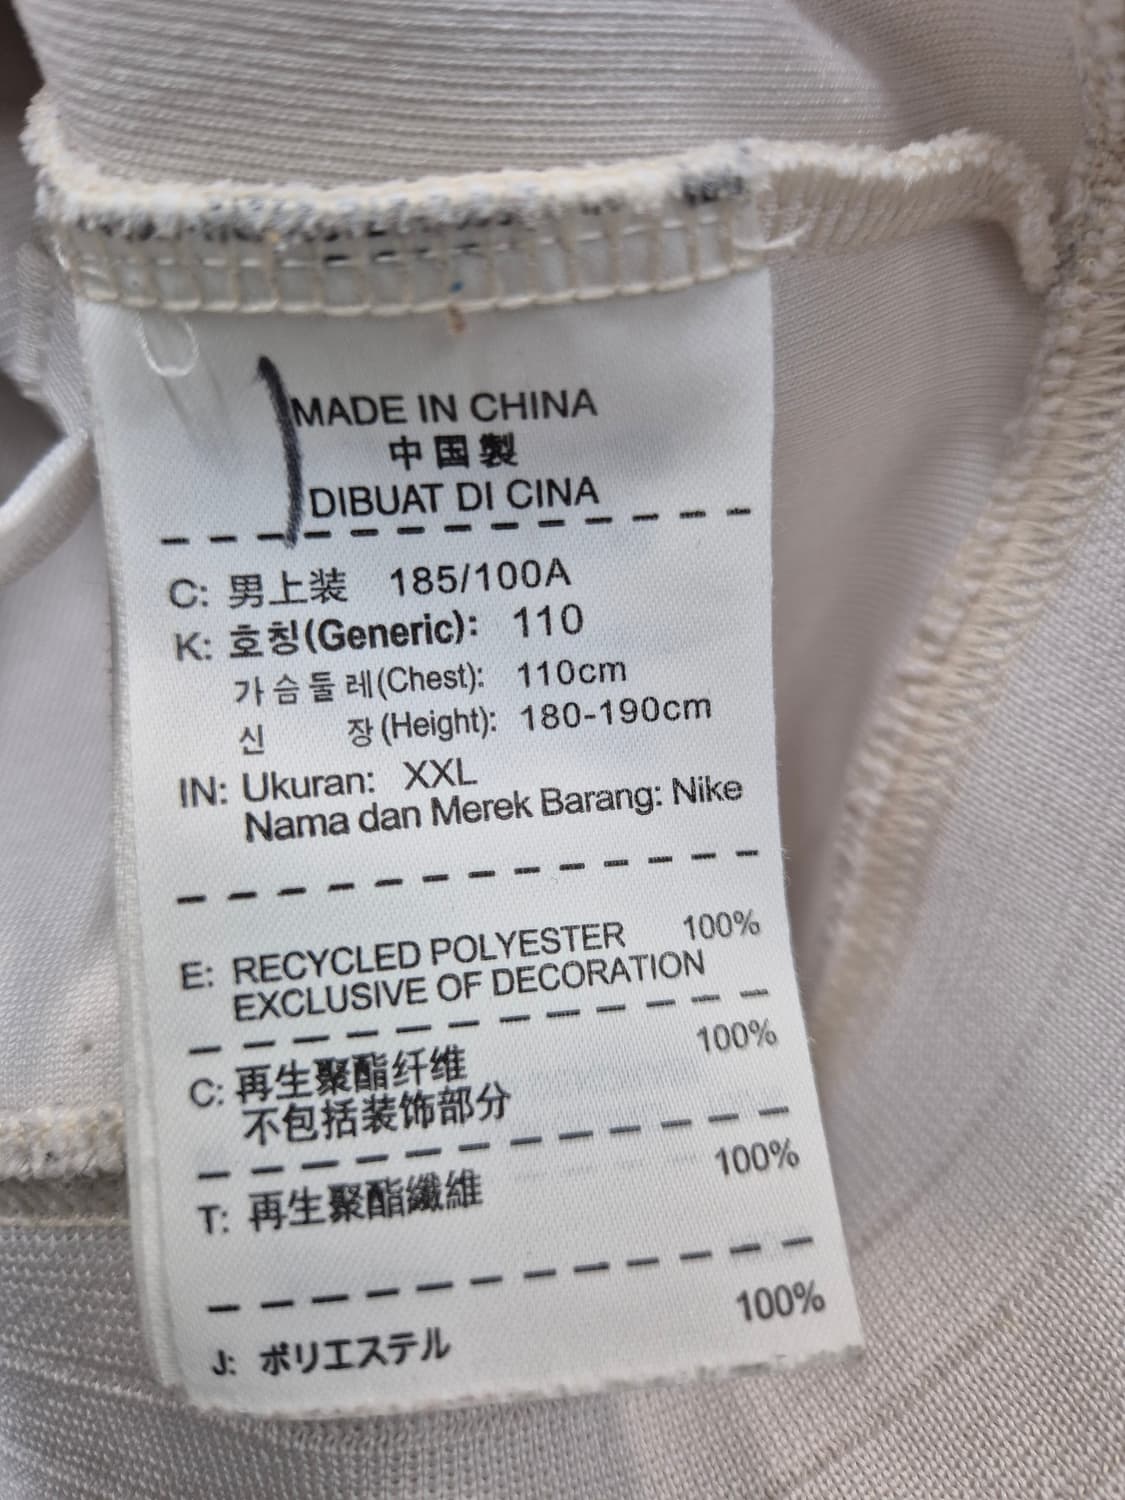 MADE IN CHINA
中国製
DIBUAT DI CINA
C: 男上装 185/100A
K: 호칭(Generic): 110
가슴둘레(Chest): 110cm
신 장(Height): 180-190cm
IN: Ukuran: XXL
Nama dan Merek Barang: Nike
E: RECYCLED POLYESTER 100%
EXCLUSIVE OF DECORATION
C: 再生聚酯纤维 100%
不包括装饰部分
T: 再生聚酯纖維 100%
J: ポリエステル 100%